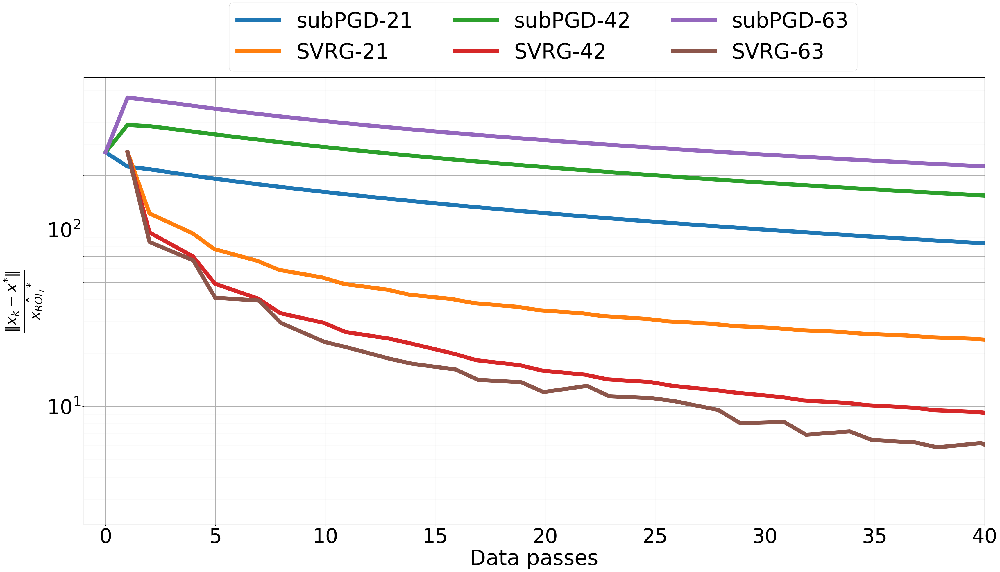 subPGD-21 subPGD-42 subPGD-63
SVRG-21 SVRG-42 SVRG-63
‖x_k − x^*‖
x̂_{ROI_7}^*
10^2
10^1
0 5 10 15 20 25 30 35 40
Data passes